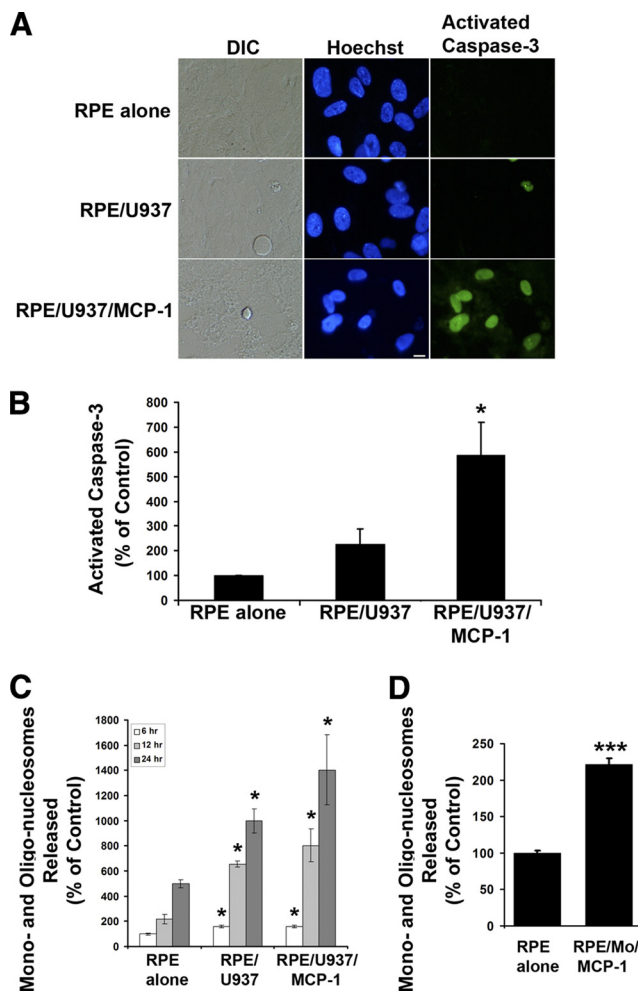 A
DIC
Hoechst
Activated
Caspase-3
RPE alone
RPE/U937
RPE/U937/MCP-1
B
Activated Caspase-3
(% of Control)
800
700
600
500
400
300
200
100
0
*
RPE alone
RPE/U937
RPE/U937/
MCP-1
C
Mono- and Oligo-nucleosomes
Released
(% of Control)
1800
1600
1400
1200
1000
800
600
400
200
0
6 hr
12 hr
24 hr
*
*
*
*
*
*
RPE
alone
RPE/
U937
RPE/U937/
MCP-1
D
Mono- and Oligo-nucleosomes
Released
(% of Control)
250
200
150
100
50
0
***
RPE
alone
RPE/Mo/
MCP-1